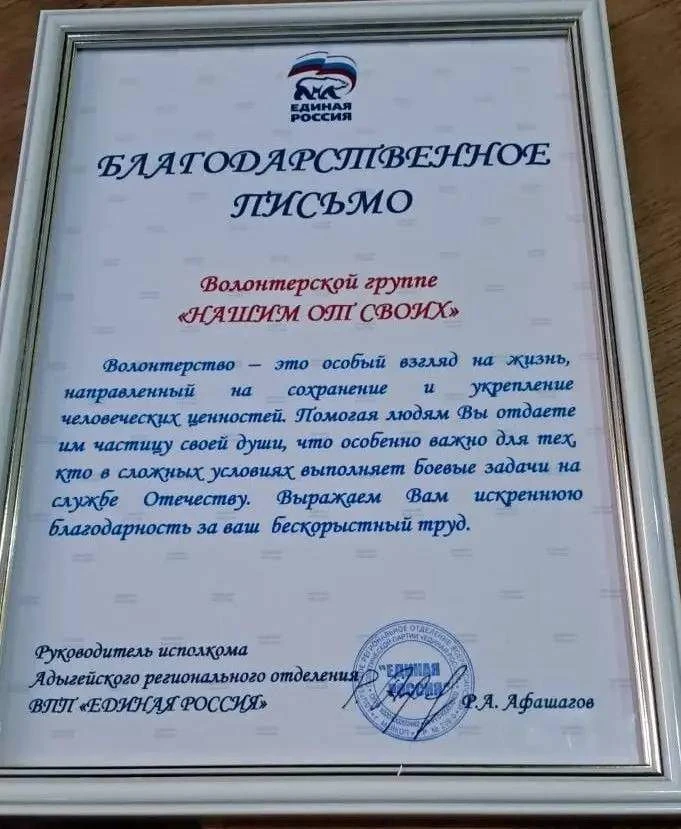 ЕДИНАЯ
РОССИЯ
БЛАГОДАРСТВЕННОЕ
ПИСЬМО
Волонтерской группе
«НАШИМ ОТ СВОИХ»
Волонтерство – это особый взгляд на жизнь,
направленный на сохранение и укрепление
человеческих ценностей. Помогая людям Вы отдаете
им частицу своей души, что особенно важно для тех,
кто в сложных условиях выполняет боевые задачи на
службе Отечеству. Выражаем Вам искреннюю
благодарность за ваш бескорыстный труд.
Руководитель исполкома
Адыгейского регионального отделения
ВПП «ЕДИНАЯ РОССИЯ»
"ЕДИНАЯ
РОССИЯ"
Р.А. Афашагов